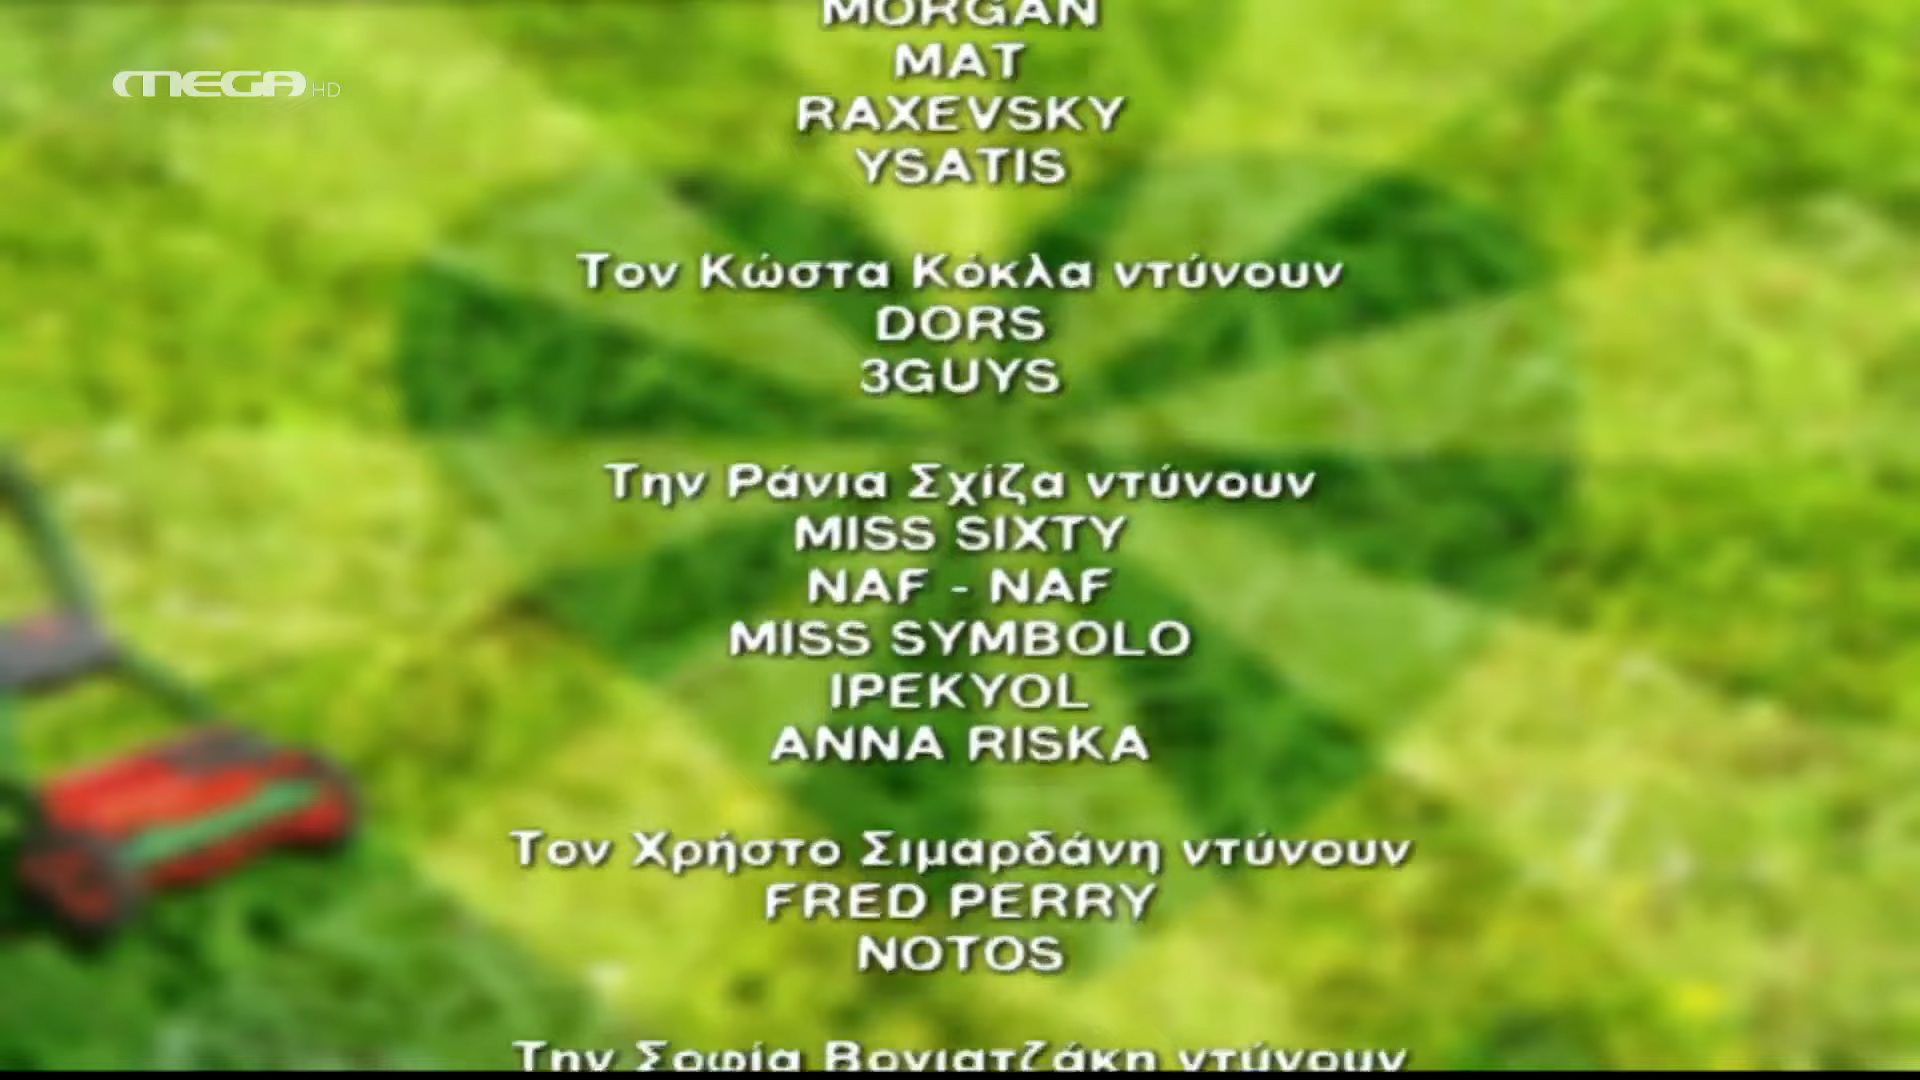 MORGAN
MEGA HD
MAT
RAXEVSKY
YSATIS
Τον Κώστα Κόκλα ντύνουν
DORS
3GUYS
Την Ράνια Σχίζα ντύνουν
MISS SIXTY
NAF - NAF
MISS SYMBOLO
IPEKYOL
ANNA RISKA
Τον Χρήστο Σιμαρδάνη ντύνουν
FRED PERRY
NOTOS
Την Σοφία Βογιατζάκη ντύνουν